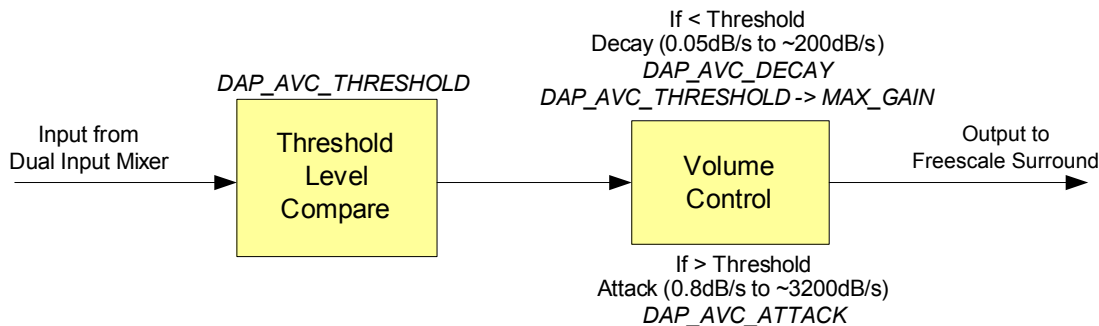 If < Threshold
Decay (0.05dB/s to ~200dB/s)
DAP_AVC_DECAY
DAP_AVC_THRESHOLD -> MAX_GAIN
DAP_AVC_THRESHOLD
Input from
Dual Input Mixer
Threshold
Level
Compare
Volume
Control
Output to
Freescale Surround
If > Threshold
Attack (0.8dB/s to ~3200dB/s)
DAP_AVC_ATTACK